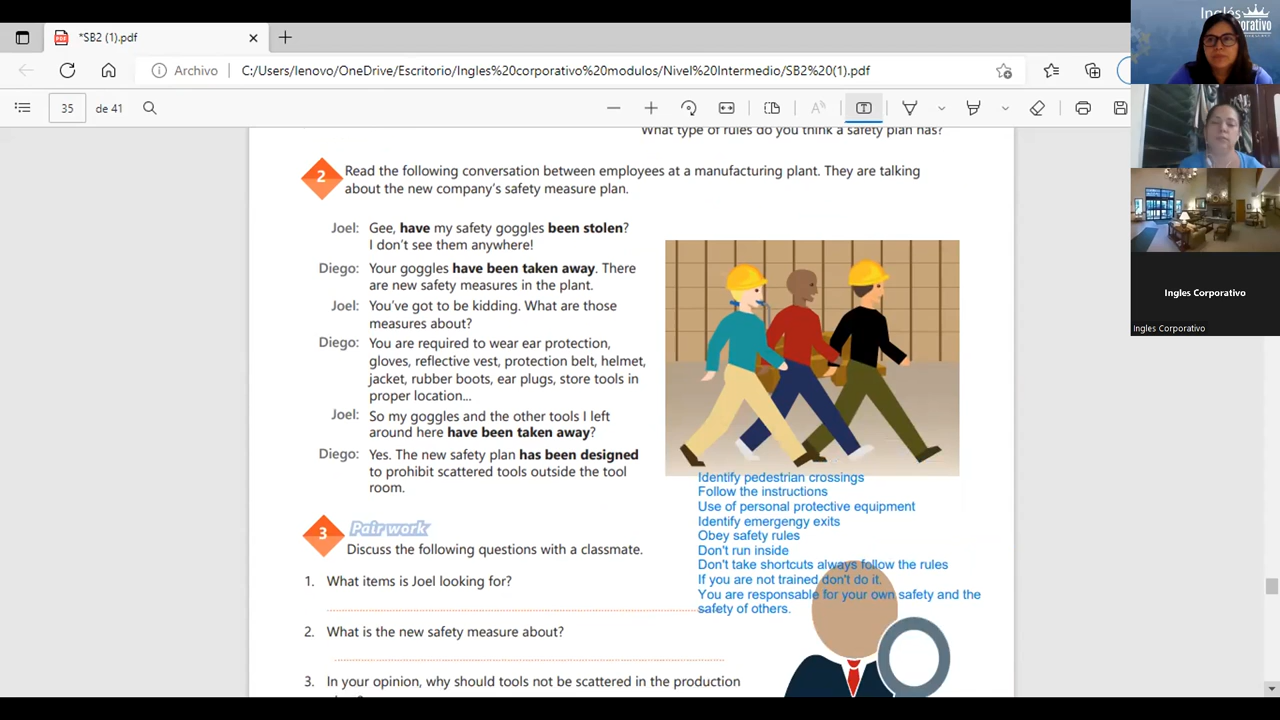 *SB2 (1).pdf
Archivo
C:/Users/lenovo/OneDrive/Escritorio/Ingles%20corporativo%20modulos/Nivel%20Intermedio/SB2%20(1).pdf
35 de 41
What type of rules do you think a safety plan has?
2 Read the following conversation between employees at a manufacturing plant. They are talking
about the new company's safety measure plan.
Joel: Gee, have my safety goggles been stolen?
I don't see them anywhere!
Diego: Your goggles have been taken away. There
are new safety measures in the plant.
Joel: You've got to be kidding. What are those
measures about?
Diego: You are required to wear ear protection,
gloves, reflective vest, protection belt, helmet,
jacket, rubber boots, ear plugs, store tools in
proper location...
Joel: So my goggles and the other tools I left
around here have been taken away?
Diego: Yes. The new safety plan has been designed
to prohibit scattered tools outside the tool
room.
Identify pedestrian crossings
Follow the instructions
Use of personal protective equipment
Identify emergengy exits
Obey safety rules
Don't run inside
Don't take shortcuts always follow the rules
If you are not trained don't do it.
You are responsable for your own safety and the
safety of others.
3 Pair work
Discuss the following questions with a classmate.
1. What items is Joel looking for?
2. What is the new safety measure about?
3. In your opinion, why should tools not be scattered in the production
Inglés
Ingles Corporativo
Ingles Corporativo